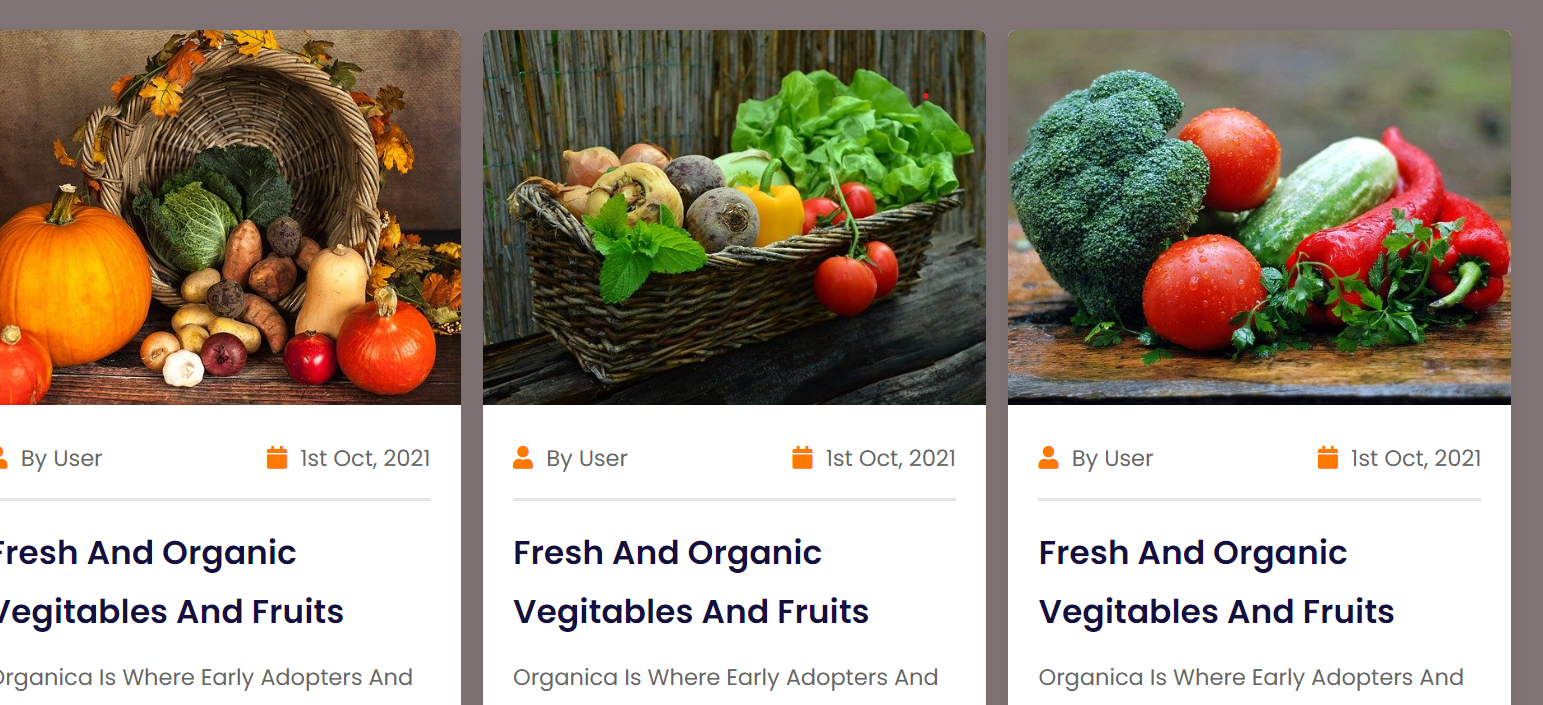 By User 1st Oct, 2021
Fresh And Organic
Vegitables And Fruits
Organica Is Where Early Adopters And
By User 1st Oct, 2021
Fresh And Organic
Vegitables And Fruits
Organica Is Where Early Adopters And
By User 1st Oct, 2021
Fresh And Organic
Vegitables And Fruits
Organica Is Where Early Adopters And